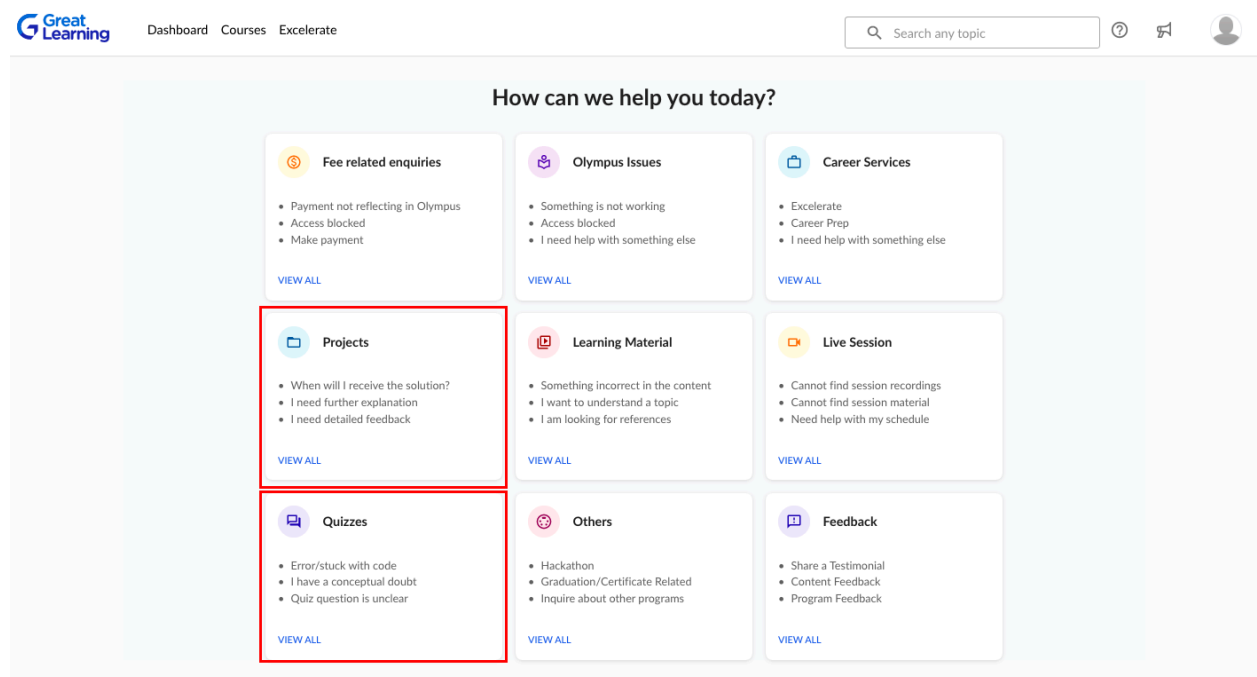 Great
Learning
Dashboard Courses Excelerate
Search any topic
How can we help you today?
Fee related enquiries
• Payment not reflecting in Olympus
• Access blocked
• Make payment
VIEW ALL
Olympus Issues
• Something is not working
• Access blocked
• I need help with something else
VIEW ALL
Career Services
• Excelerate
• Career Prep
• I need help with something else
VIEW ALL
Projects
• When will I receive the solution?
• I need further explanation
• I need detailed feedback
VIEW ALL
Learning Material
• Something incorrect in the content
• I want to understand a topic
• I am looking for references
VIEW ALL
Live Session
• Cannot find session recordings
• Cannot find session material
• Need help with my schedule
VIEW ALL
Quizzes
• Error/stuck with code
• I have a conceptual doubt
• Quiz question is unclear
VIEW ALL
Others
• Hackathon
• Graduation/Certificate Related
• Inquire about other programs
VIEW ALL
Feedback
• Share a Testimonial
• Content Feedback
• Program Feedback
VIEW ALL